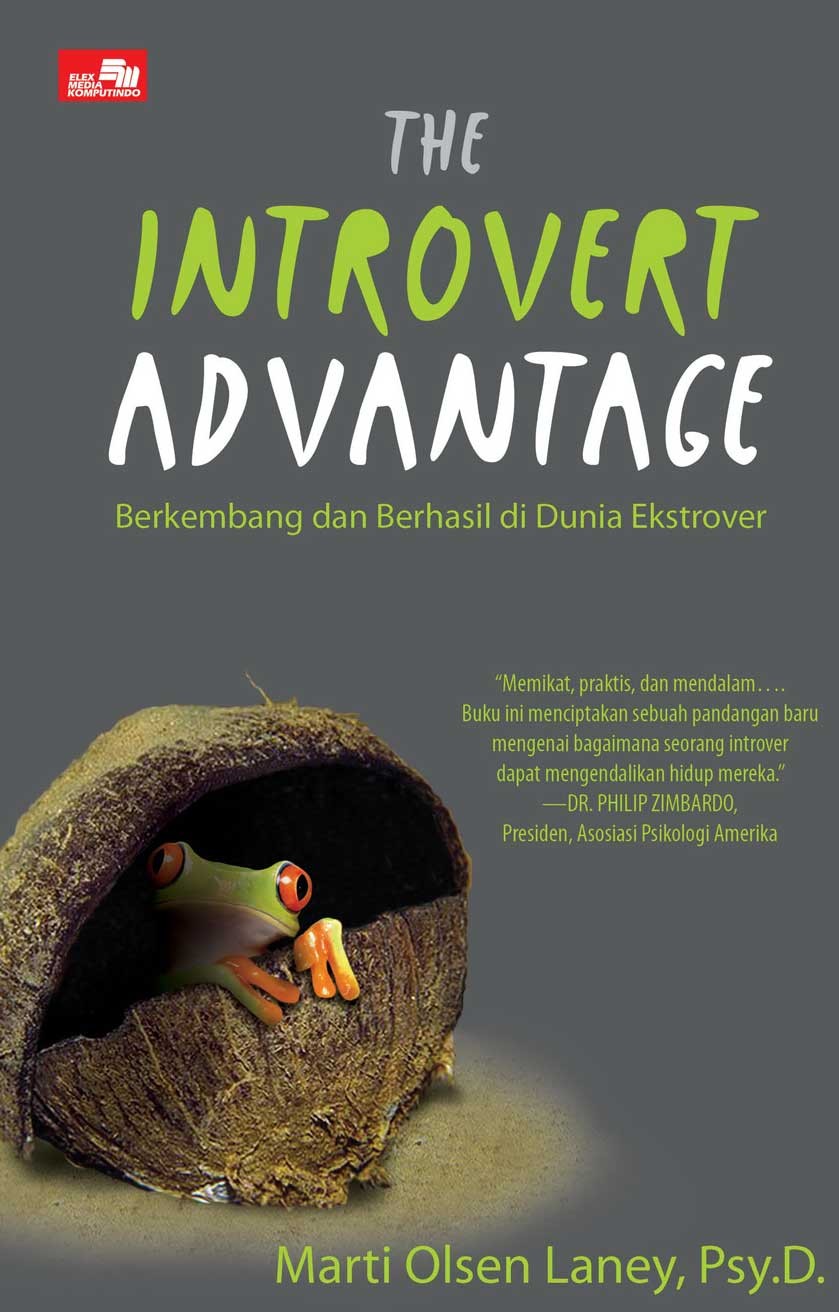 ELEX
MEDIA
KOMPUTINDO
THE
INTROVERT
ADVANTAGE
Berkembang dan Berhasil di Dunia Ekstrover
“Memikat, praktis, dan mendalam . . . .
Buku ini menciptakan sebuah pandangan baru
mengenai bagaimana seorang introver
dapat mengendalikan hidup mereka.”
—DR. PHILIP ZIMBARDO,
Presiden, Asosiasi Psikologi Amerika
Marti Olsen Laney, Psy.D.